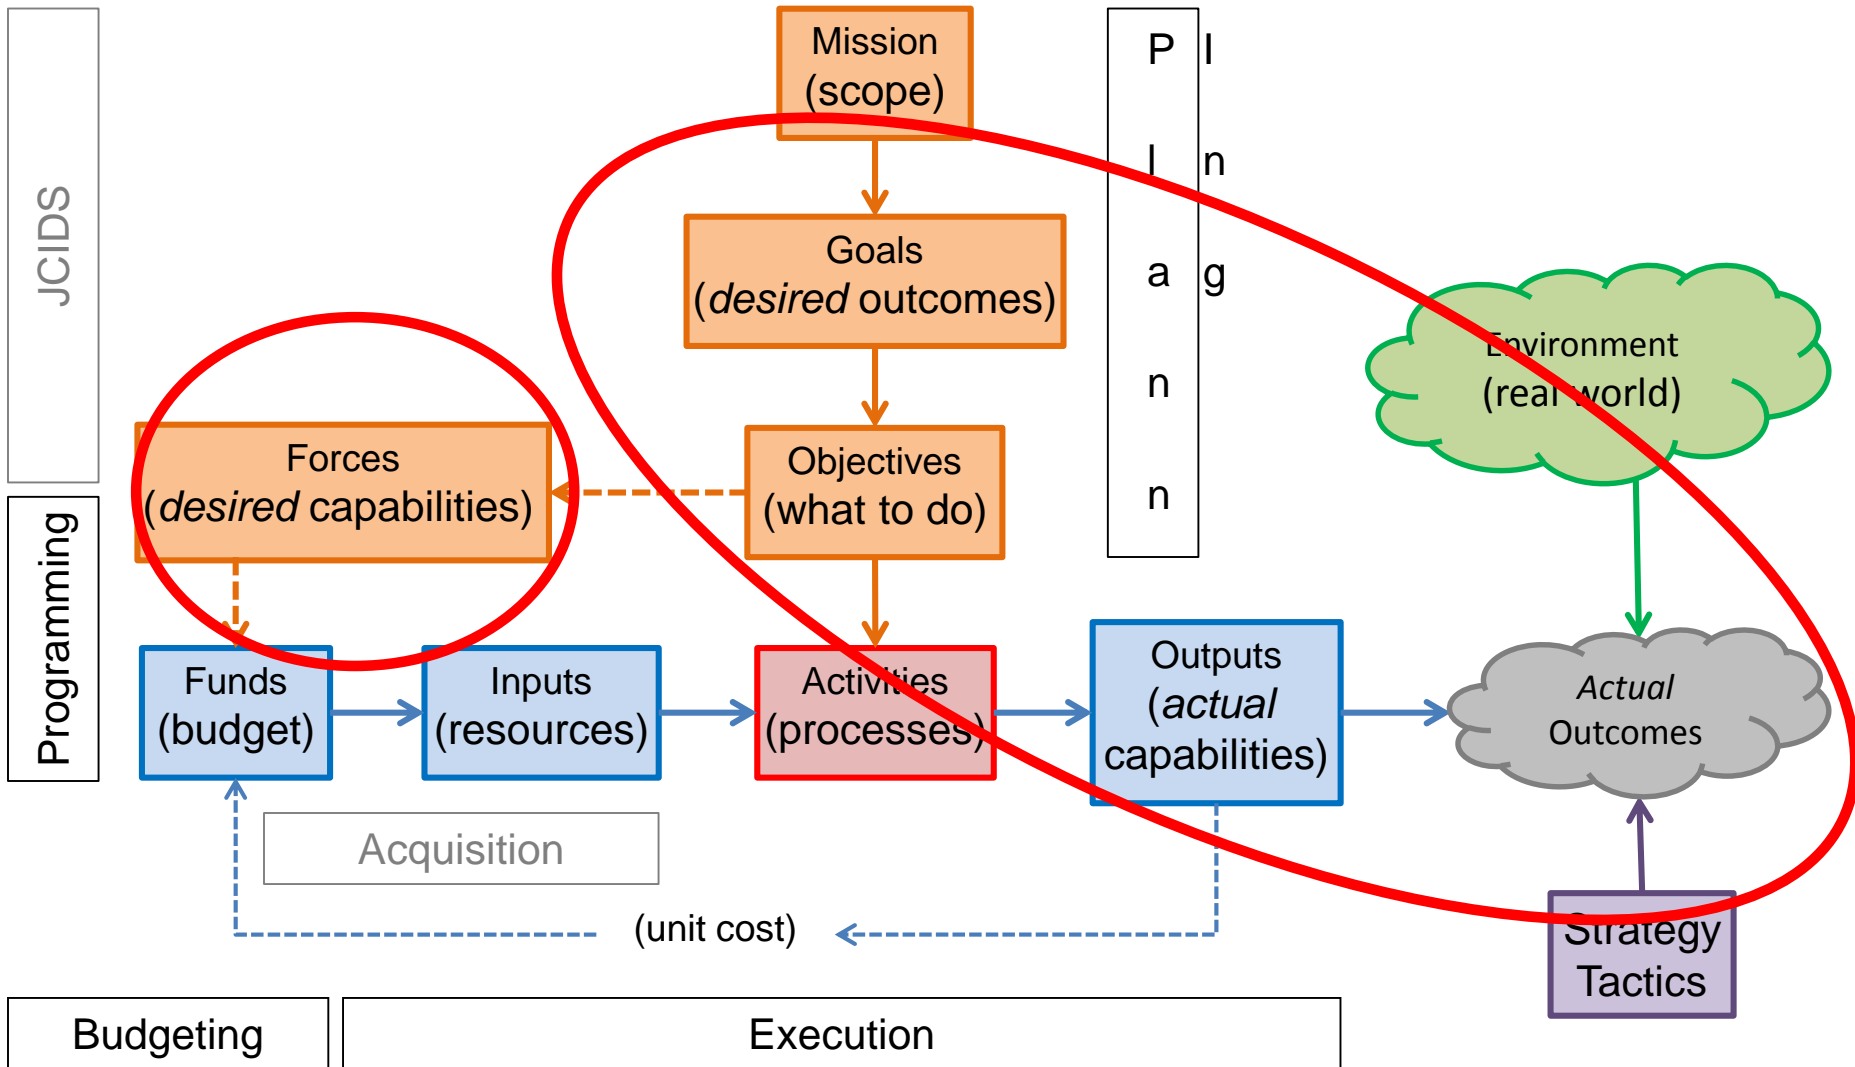 Mission
(scope)
P l
l n
a g
n
n
JCIDS
Goals
(desired outcomes)
Environment
(real world)
Forces
(desired capabilities)
Objectives
(what to do)
Programming
Funds
(budget)
Inputs
(resources)
Activities
(processes)
Outputs
(actual
capabilities)
Actual
Outcomes
Acquisition
(unit cost)
Strategy
Tactics
Budgeting
Execution